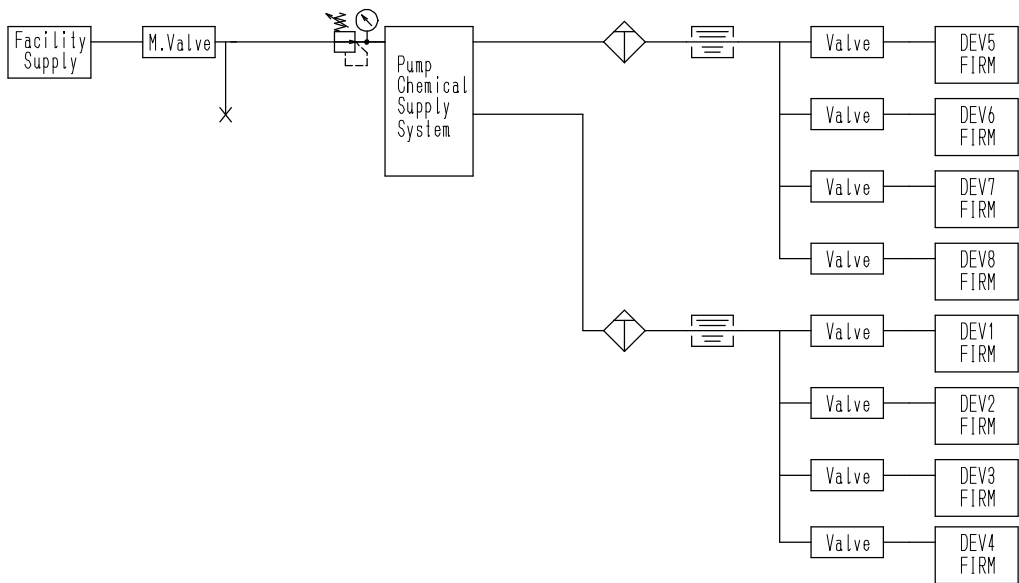 Facility
Supply
M.Valve
Pump
Chemical
Supply
System
Valve
DEV5
FIRM
Valve
DEV6
FIRM
Valve
DEV7
FIRM
Valve
DEV8
FIRM
Valve
DEV1
FIRM
Valve
DEV2
FIRM
Valve
DEV3
FIRM
Valve
DEV4
FIRM